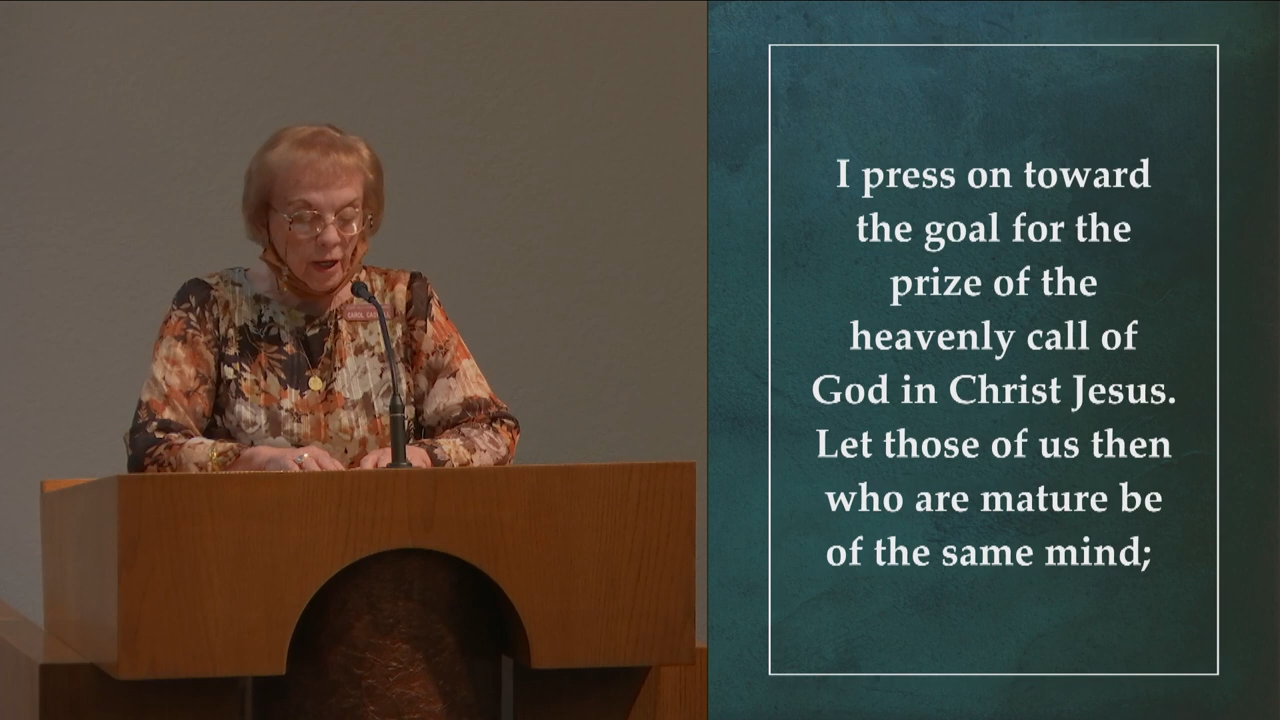 CAROL
I press on toward
the goal for the
prize of the
heavenly call of
God in Christ Jesus.
Let those of us then
who are mature be
of the same mind;